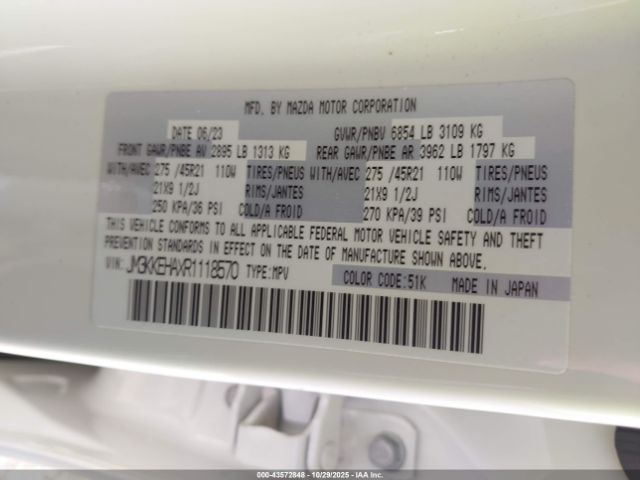 MFD. BY MAZDA MOTOR CORPORATION
DATE 06/23 GVWR/PNBV 6854 LB 3109 KG
FRONT GAWR/PNBE AV 2895 LB 1313 KG REAR GAWR/PNBE AR 3962 LB 1797 KG
WITH/AVEC 275 /45R21 110W TIRES/PNEUS WITH/AVEC 275 /45R21 110W TIRES/PNEUS
21X9 1/2J RIMS/JANTES 21X9 1/2J RIMS/JANTES
250 KPA/36 PSI COLD/A FROID 270 KPA/39 PSI COLD/A FROID
THIS VEHICLE CONFORMS TO ALL APPLICABLE FEDERAL MOTOR VEHICLE SAFETY AND THEFT
PREVENTION STANDARDS IN EFFECT ON THE DATE OF MANUFACTURE SHOWN ABOVE.
VIN: JM3KKEHAXR1118570 TYPE:MPV COLOR CODE:51K MADE IN JAPAN
000-43572848 10/29/2025 IAA Inc.